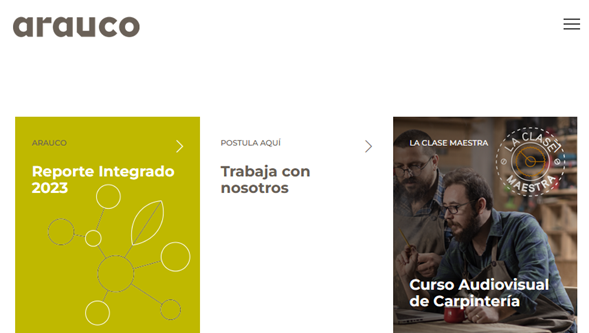 arauco
ARAUCO
Reporte Integrado
2023
POSTULA AQUÍ
Trabaja con
nosotros
LA CLASE MAESTRA
LA CLASE
MAESTRA
Curso Audiovisual
de Carpintería